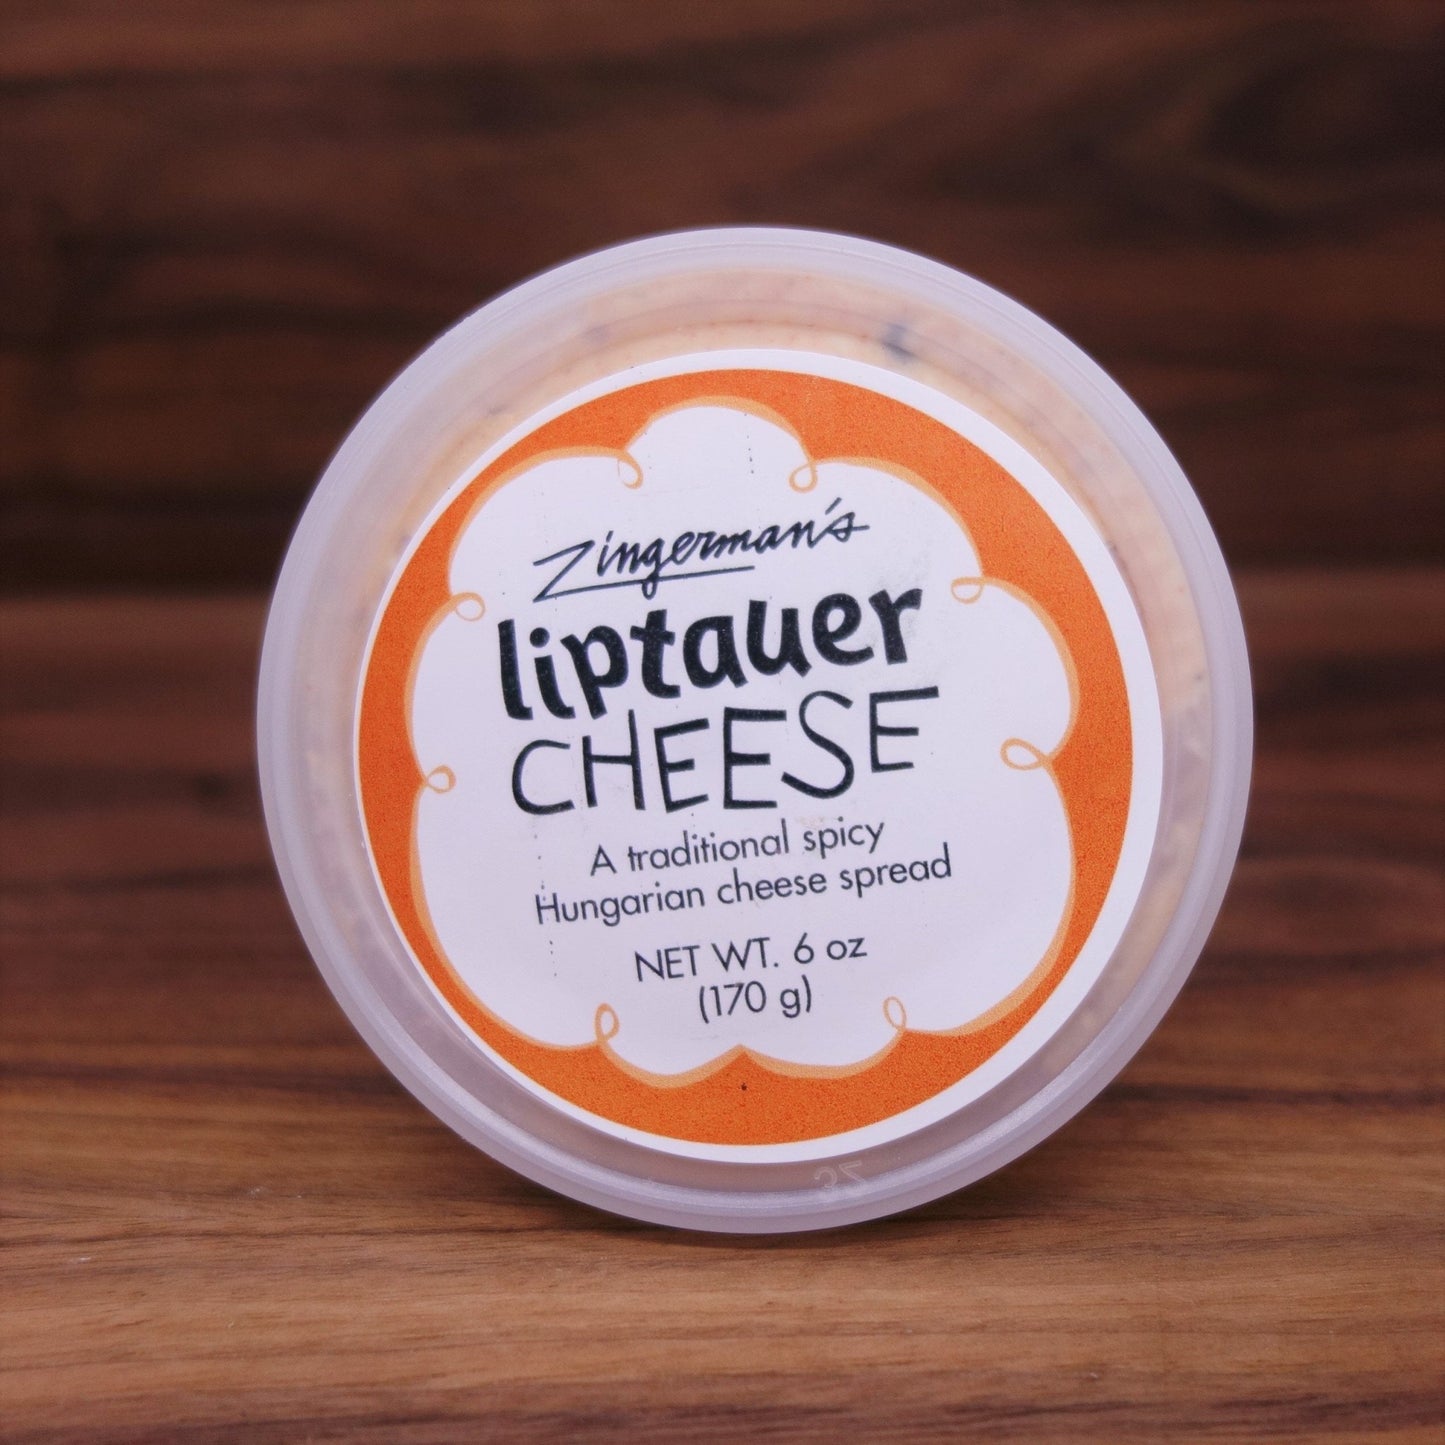 Zingerman's
liptauer
CHEESE
A traditional spicy
Hungarian cheese spread
NET WT. 6 oz
(170 g)